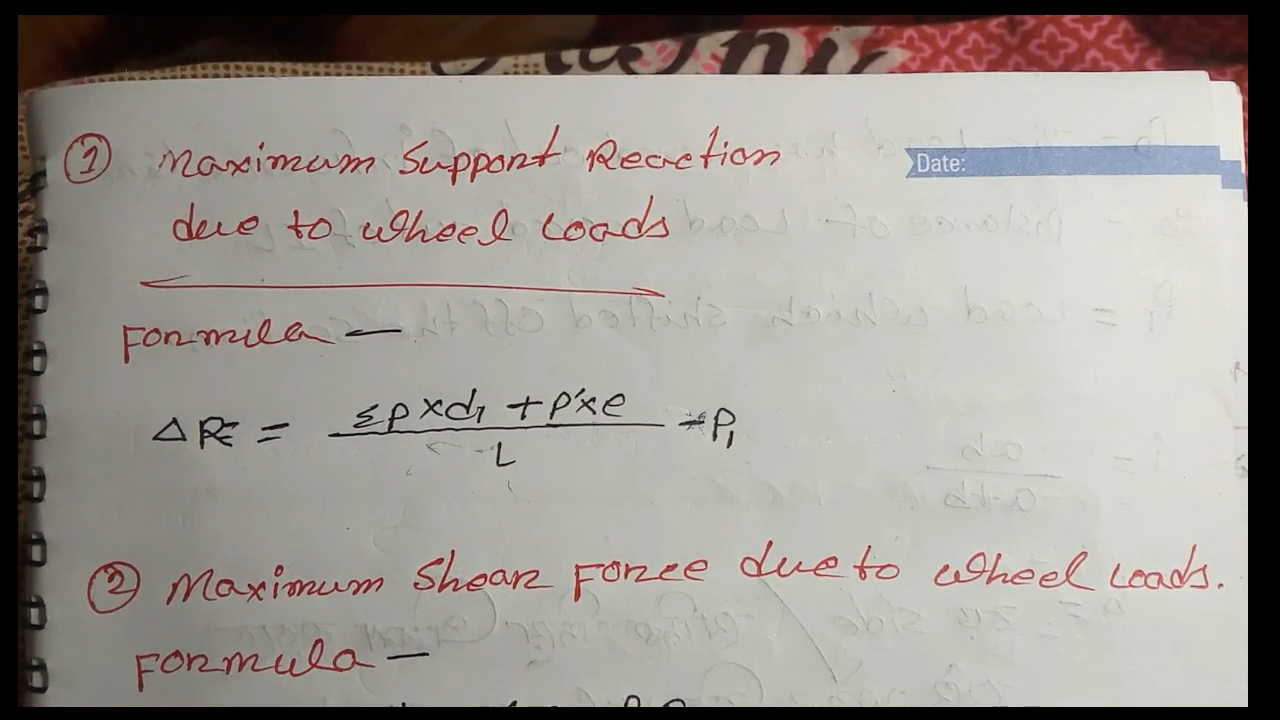 ① Maximum Support Reaction
Date:
due to wheel Loads
Formula —
ΔR = (ΣP×d₁ + P'×e) / L - P₁
② Maximum Shear Force due to wheel Loads.
Formula —